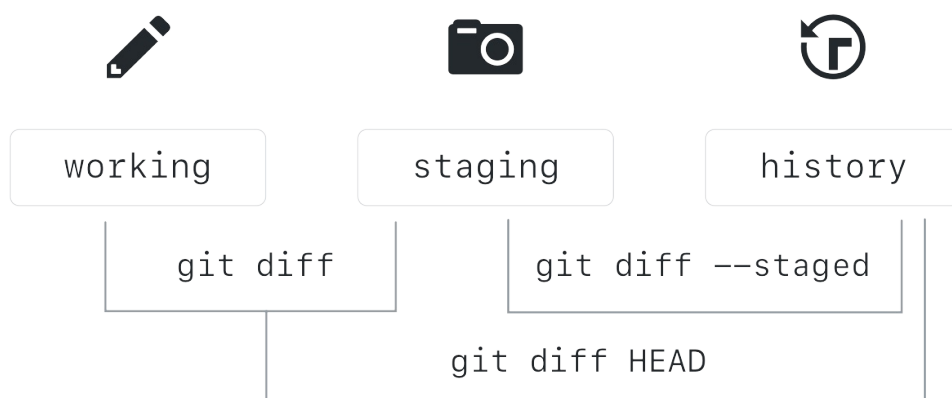 working staging history
git diff git diff --staged
git diff HEAD